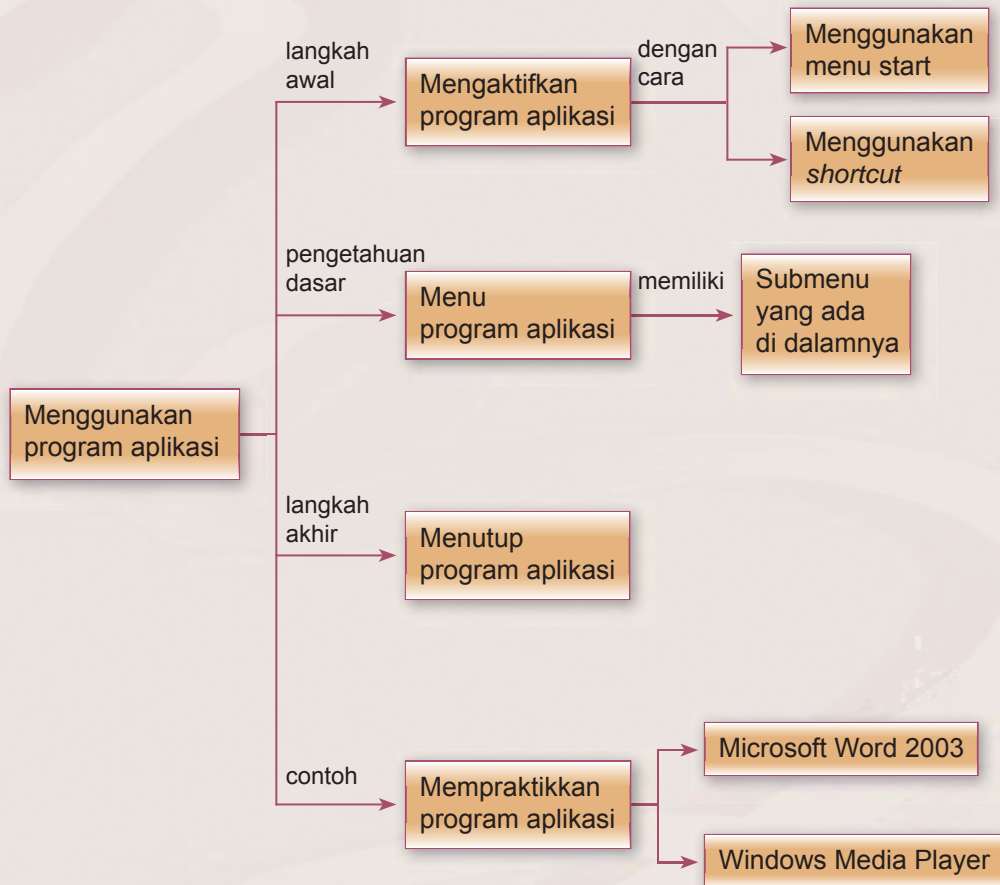 langkah
awal
Mengaktifkan
program aplikasi
dengan
cara
Menggunakan
menu start
Menggunakan
shortcut
pengetahuan
dasar
Menu
program aplikasi
memiliki
Submenu
yang ada
di dalamnya
Menggunakan
program aplikasi
langkah
akhir
Menutup
program aplikasi
contoh
Mempraktikkan
program aplikasi
Microsoft Word 2003
Windows Media Player